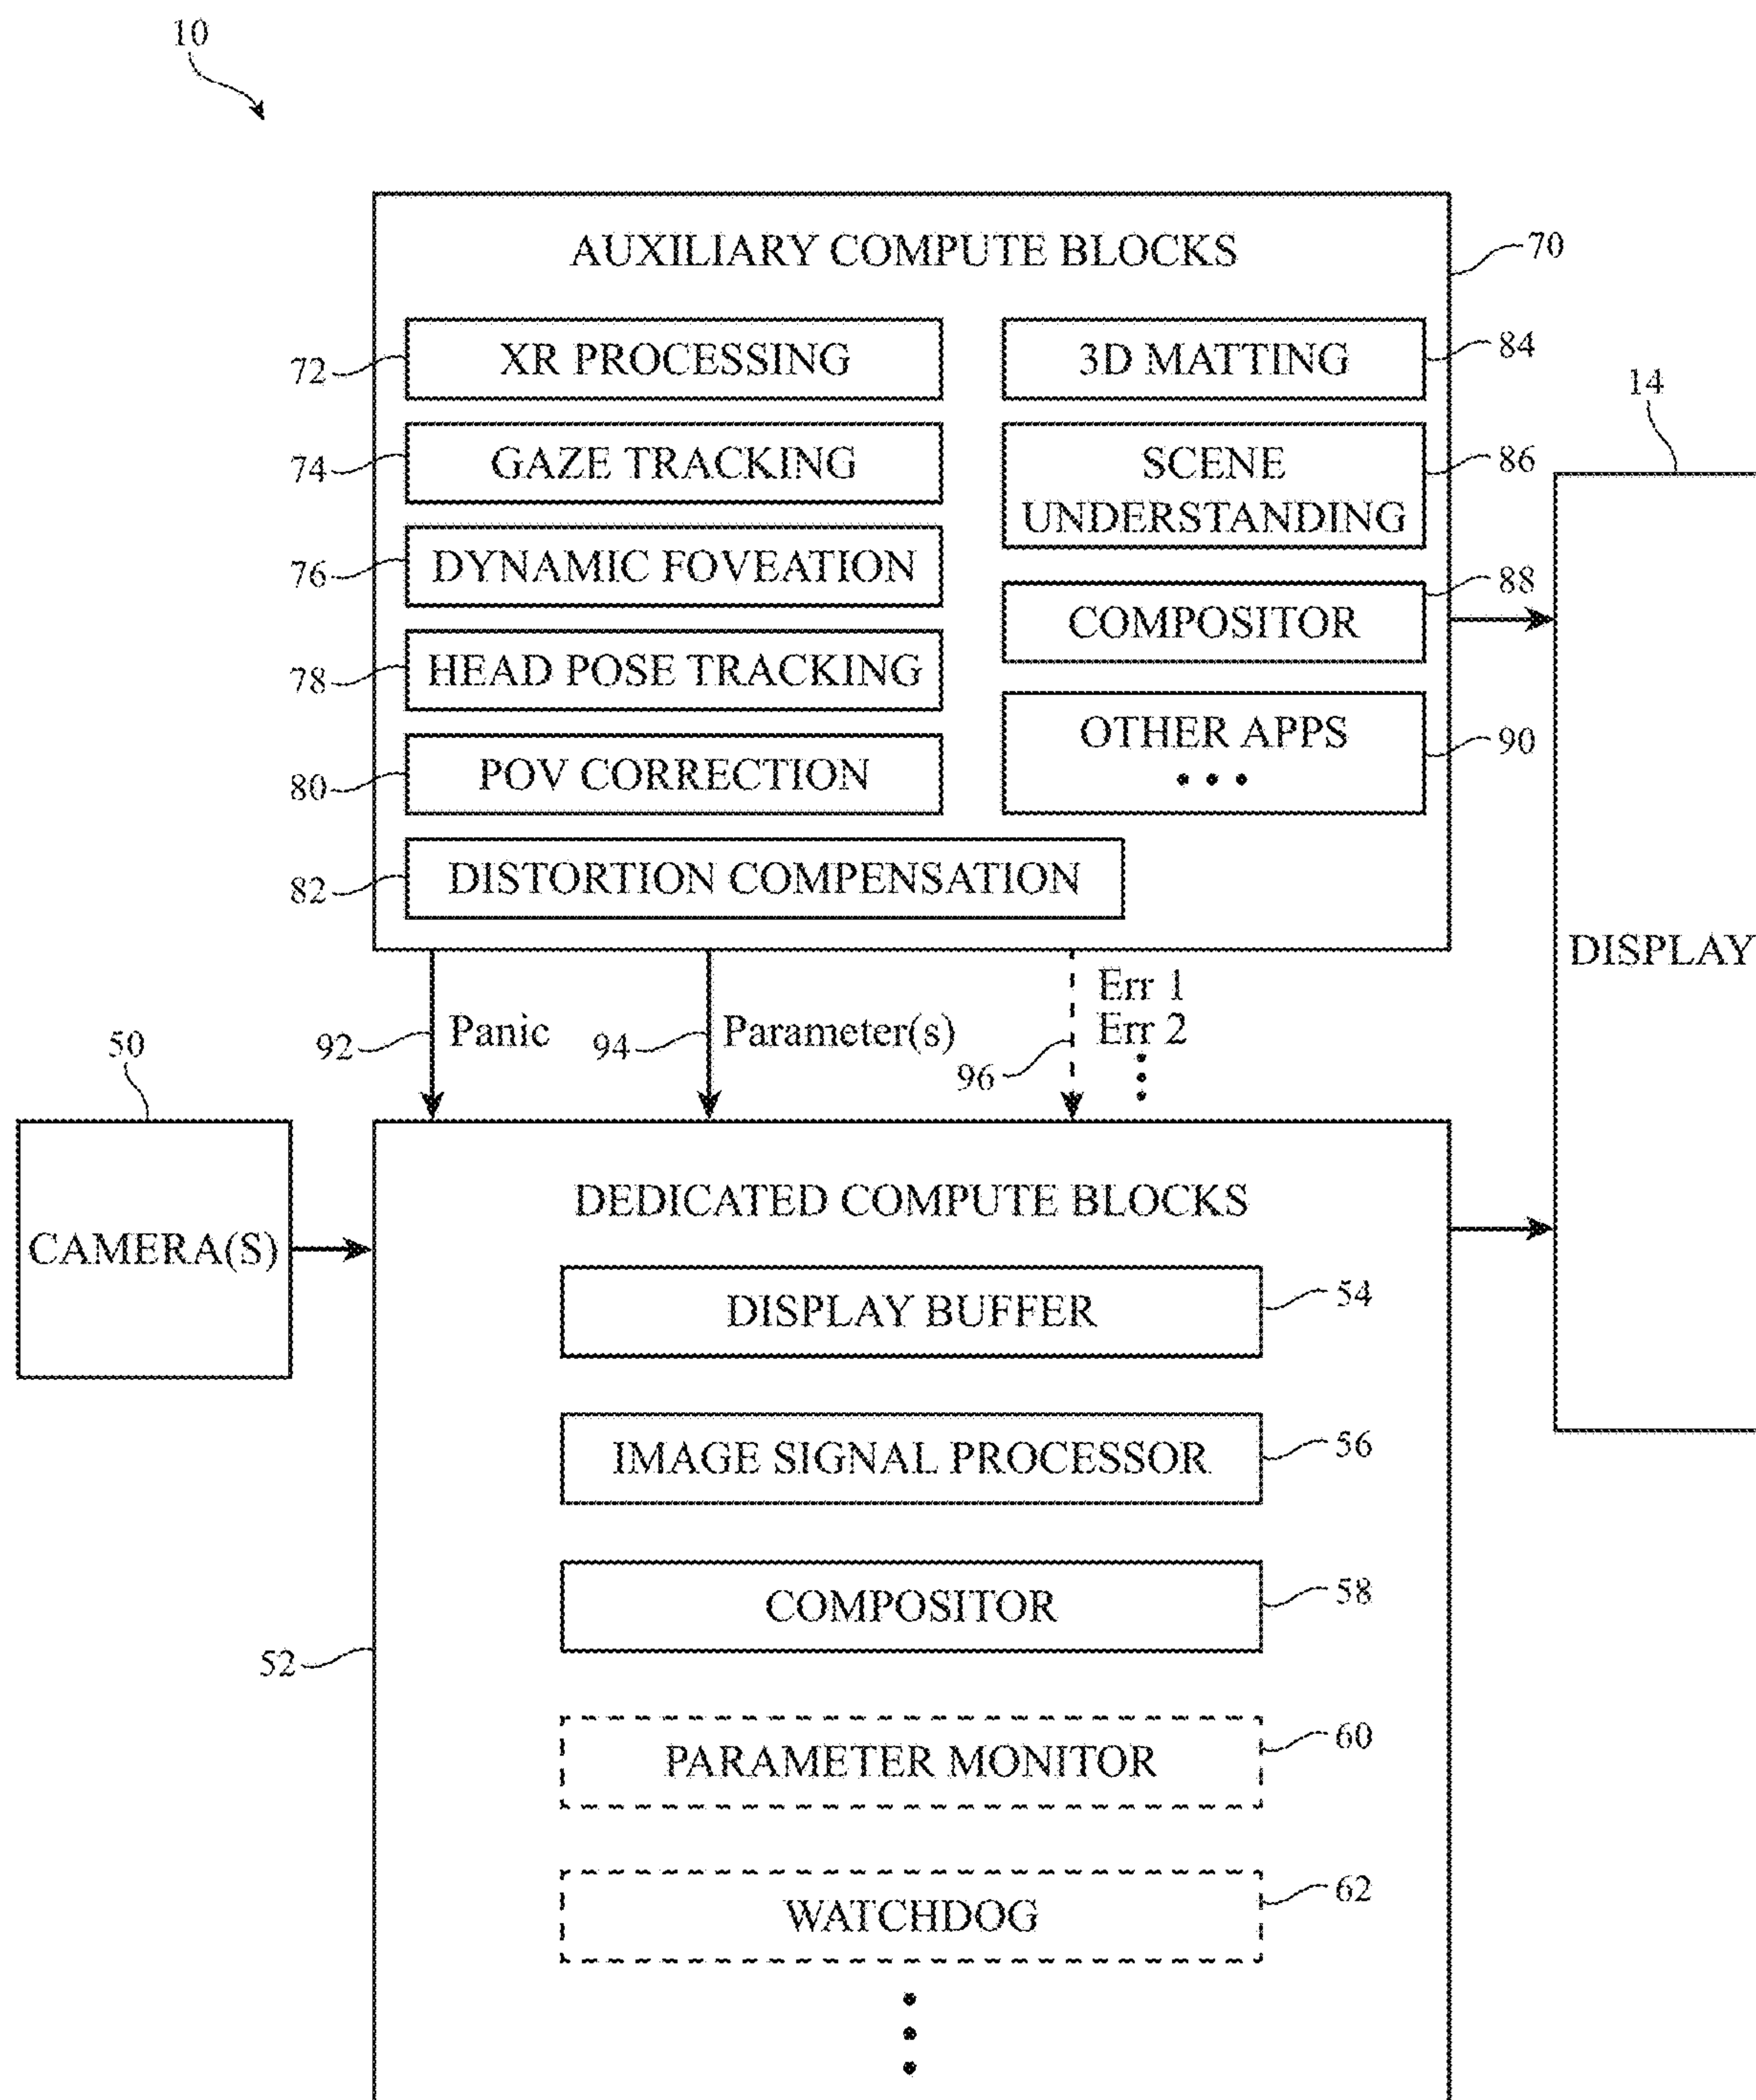 10
AUXILIARY COMPUTE BLOCKS
70
72
XR PROCESSING
3D MATTING
84
14
74
GAZE TRACKING
SCENE
UNDERSTANDING
86
76
DYNAMIC FOVEATION
88
COMPOSITOR
78
HEAD POSE TRACKING
OTHER APPS
• • •
90
80
POV CORRECTION
82
DISTORTION COMPENSATION
DISPLAY
92
Panic
94
Parameter(s)
96
Err 1
Err 2
50
CAMERA(S)
DEDICATED COMPUTE BLOCKS
DISPLAY BUFFER
54
IMAGE SIGNAL PROCESSOR
56
COMPOSITOR
58
52
PARAMETER MONITOR
60
WATCHDOG
62